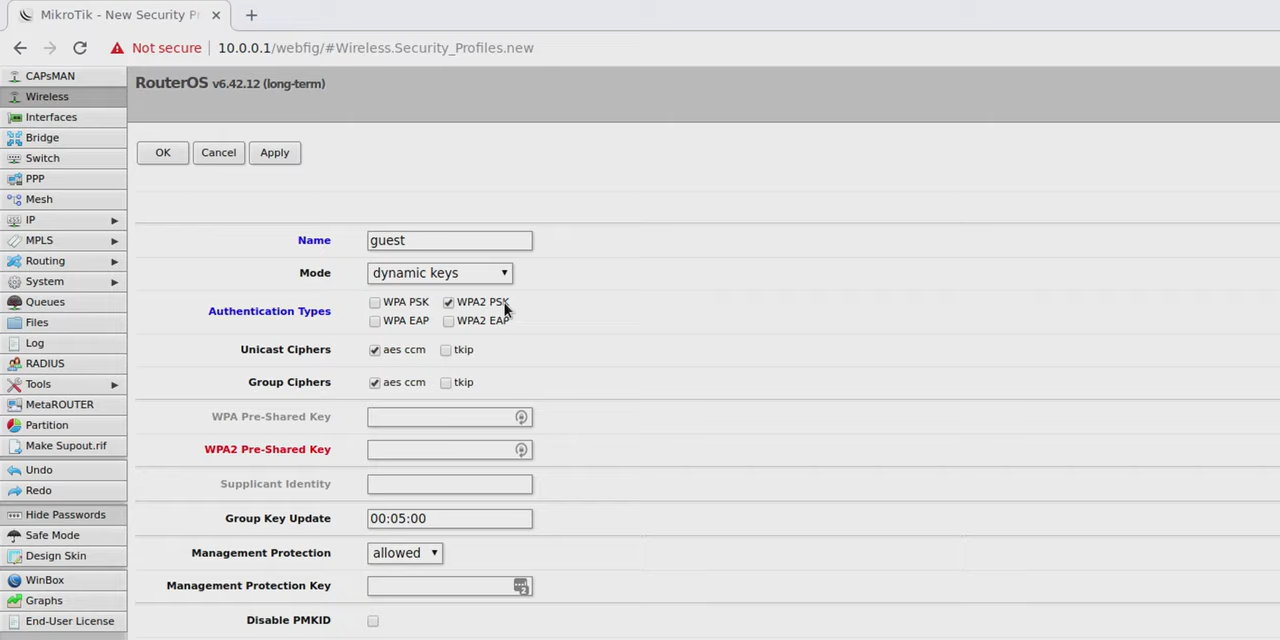 MikroTik - New Security Pr
Not secure | 10.0.0.1/webfig/#Wireless.Security_Profiles.new
CAPsMAN
Wireless
Interfaces
Bridge
Switch
PPP
Mesh
IP
MPLS
Routing
System
Queues
Files
Log
RADIUS
Tools
MetaROUTER
Partition
Make Supout.rif
Undo
Redo
Hide Passwords
Safe Mode
Design Skin
WinBox
Graphs
End-User License
RouterOS v6.42.12 (long-term)
OK Cancel Apply
Name guest
Mode dynamic keys
Authentication Types WPA PSK WPA2 PSK
WPA EAP WPA2 EAP
Unicast Ciphers aes ccm tkip
Group Ciphers aes ccm tkip
WPA Pre-Shared Key
WPA2 Pre-Shared Key
Supplicant Identity
Group Key Update 00:05:00
Management Protection allowed
Management Protection Key 2
Disable PMKID